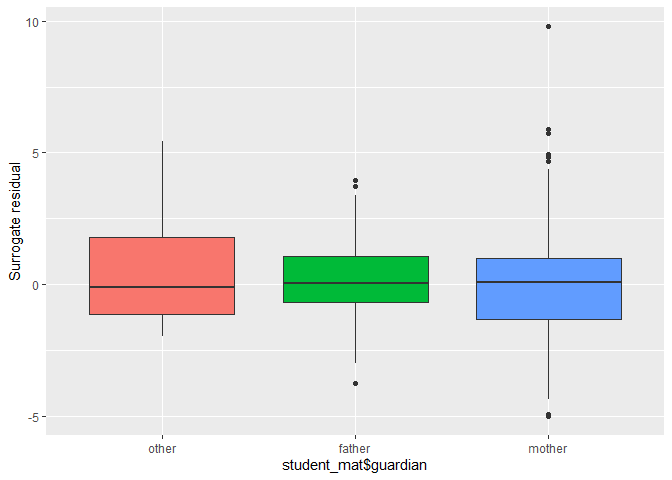 10
5
0
-5
Surrogate residual
other father mother
student_mat$guardian